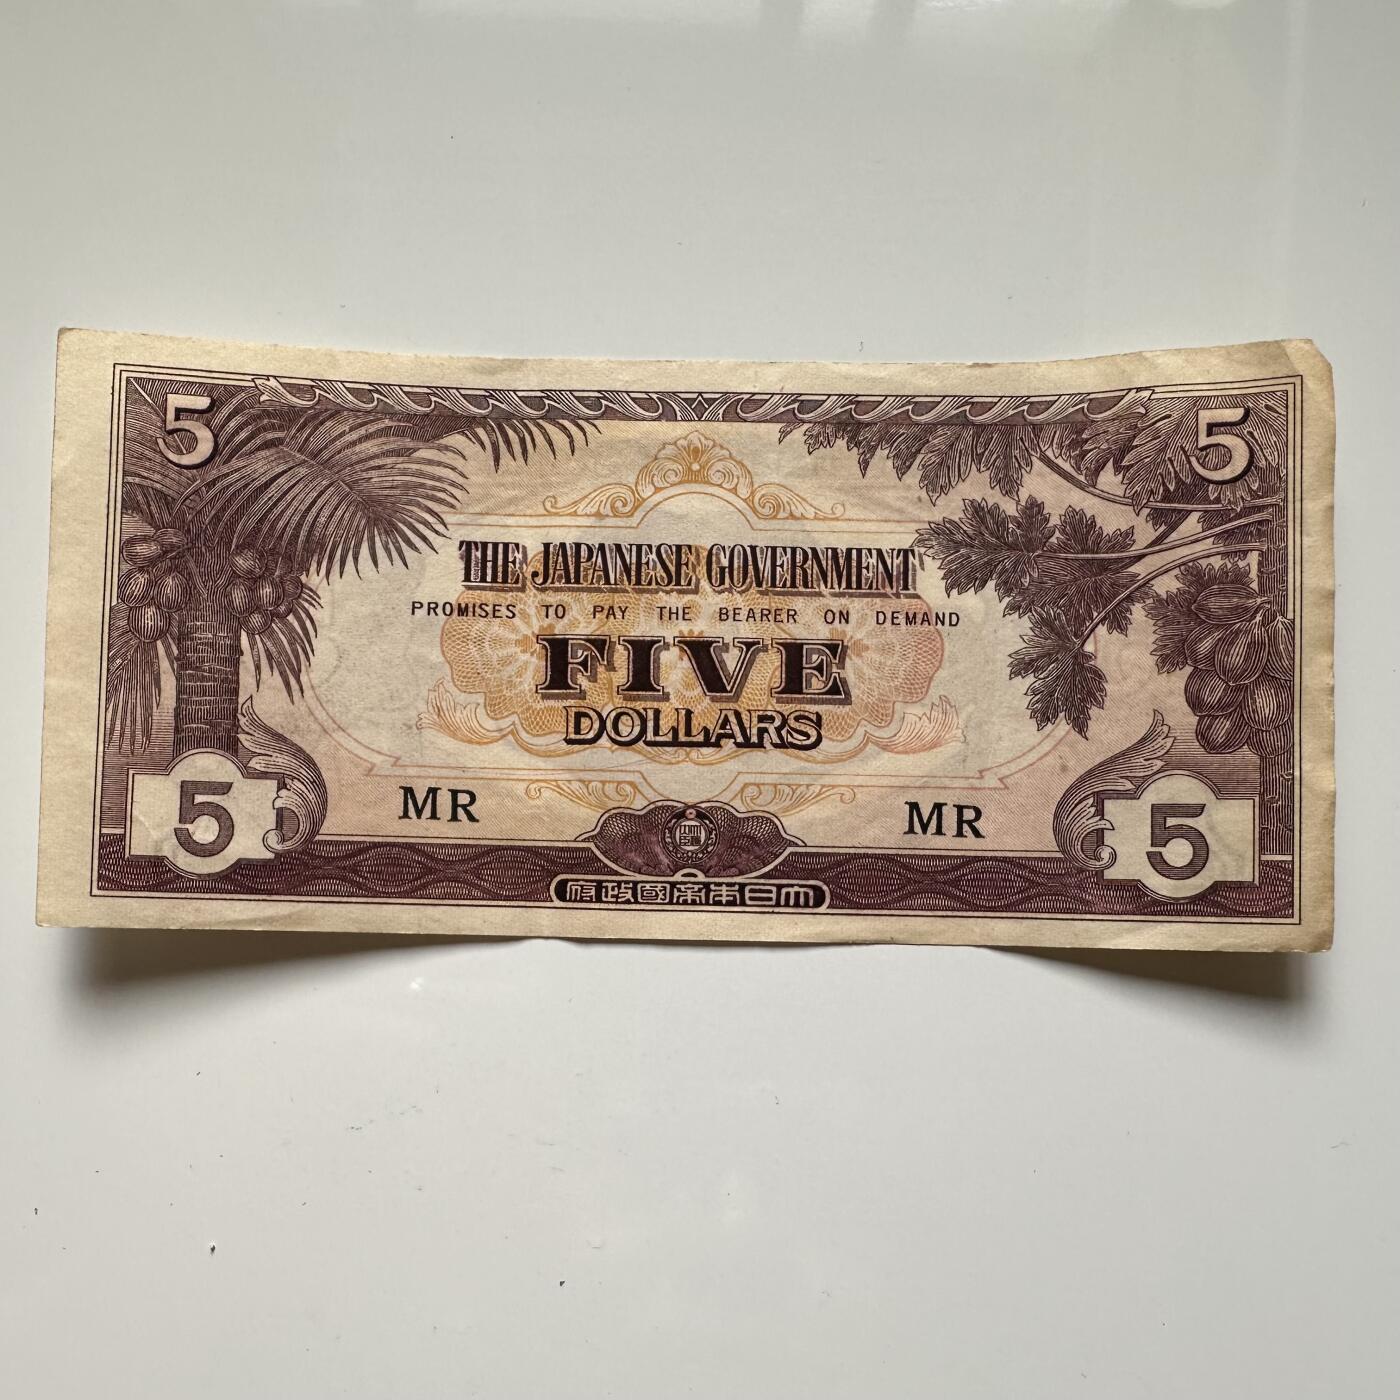 5 5
THE JAPANESE GOVERNMENT
PROMISES TO PAY THE BEARER ON DEMAND
FIVE
DOLLARS
MR MR
5 5
府政國帝本日大